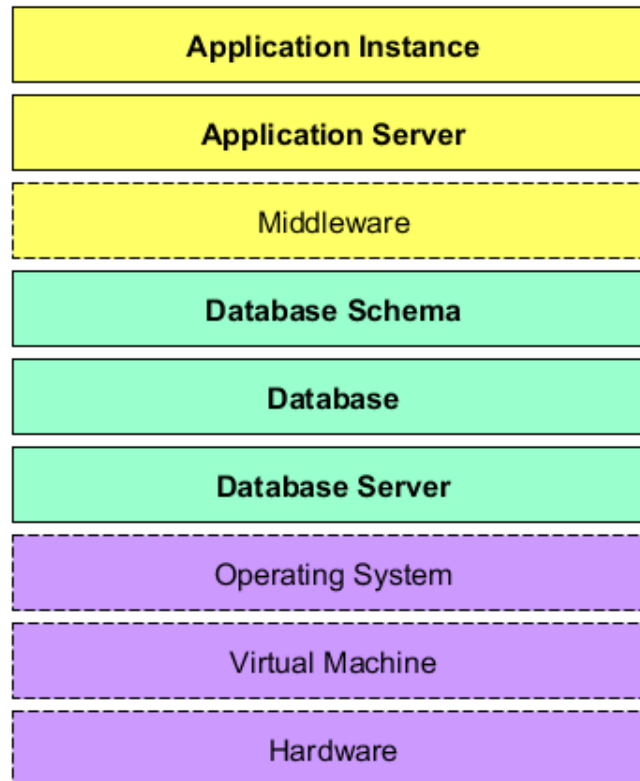 Application Instance
Application Server
Middleware
Database Schema
Database
Database Server
Operating System
Virtual Machine
Hardware